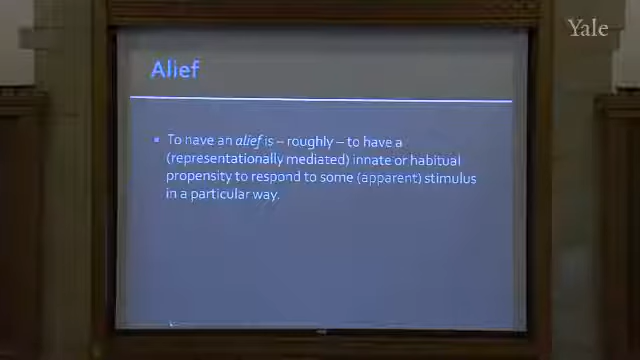 Yale
Alief
To have an alief is – roughly – to have a
(representationally mediated) innate or habitual
propensity to respond to some (apparent) stimulus
in a particular way.